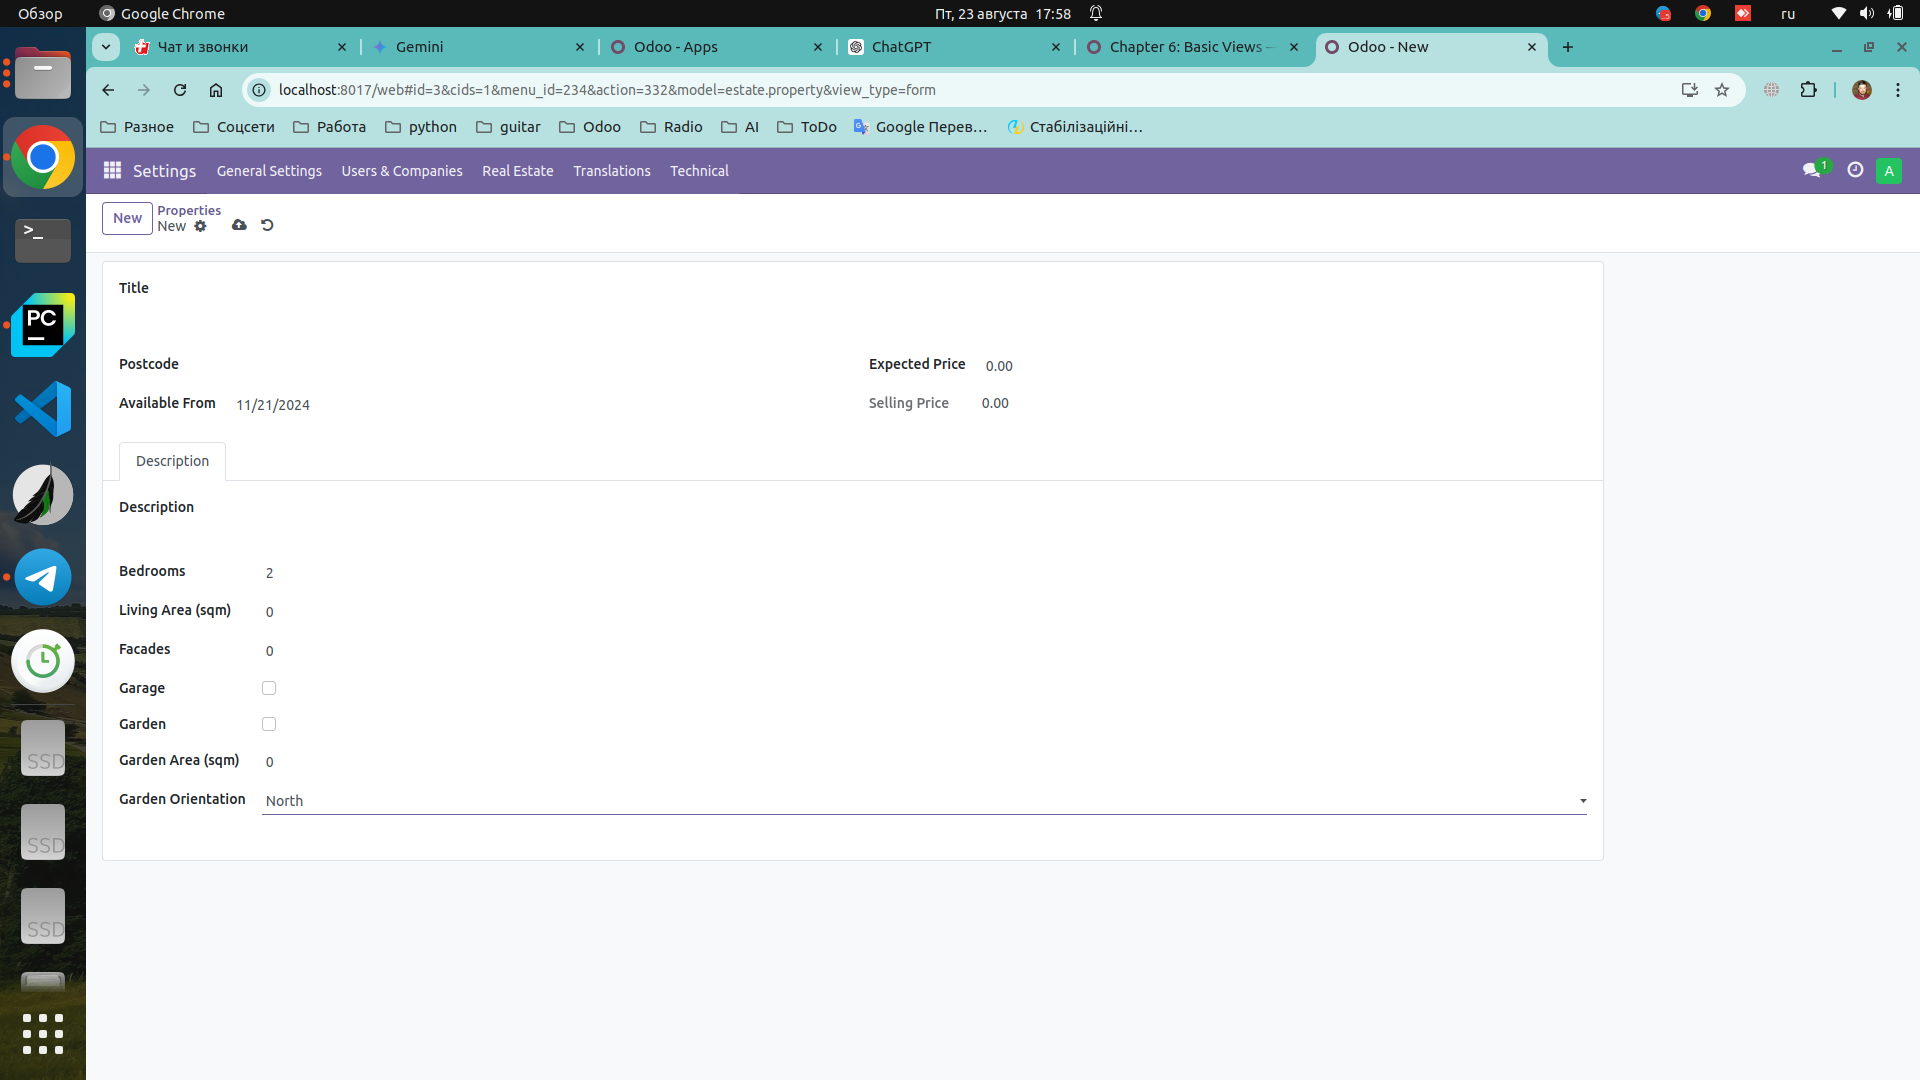 Обзор
Google Chrome
Пт, 23 августа 17:58
ru
Чат и звонки
Gemini
Odoo - Apps
ChatGPT
Chapter 6: Basic Views
Odoo - New
localhost:8017/web#id=3&cids=1&menu_id=234&action=332&model=estate.property&view_type=form
Разное
Соцсети
Работа
python
guitar
Odoo
Radio
AI
ToDo
Google Перев…
Стабілізаційні…
Settings
General Settings
Users & Companies
Real Estate
Translations
Technical
1
A
New
Properties
New
Title
Postcode
Expected Price 0.00
Available From 11/21/2024
Selling Price 0.00
Description
Description
Bedrooms 2
Living Area (sqm) 0
Facades 0
Garage
Garden
Garden Area (sqm) 0
Garden Orientation North
>_
PC
SSD
SSD
SSD